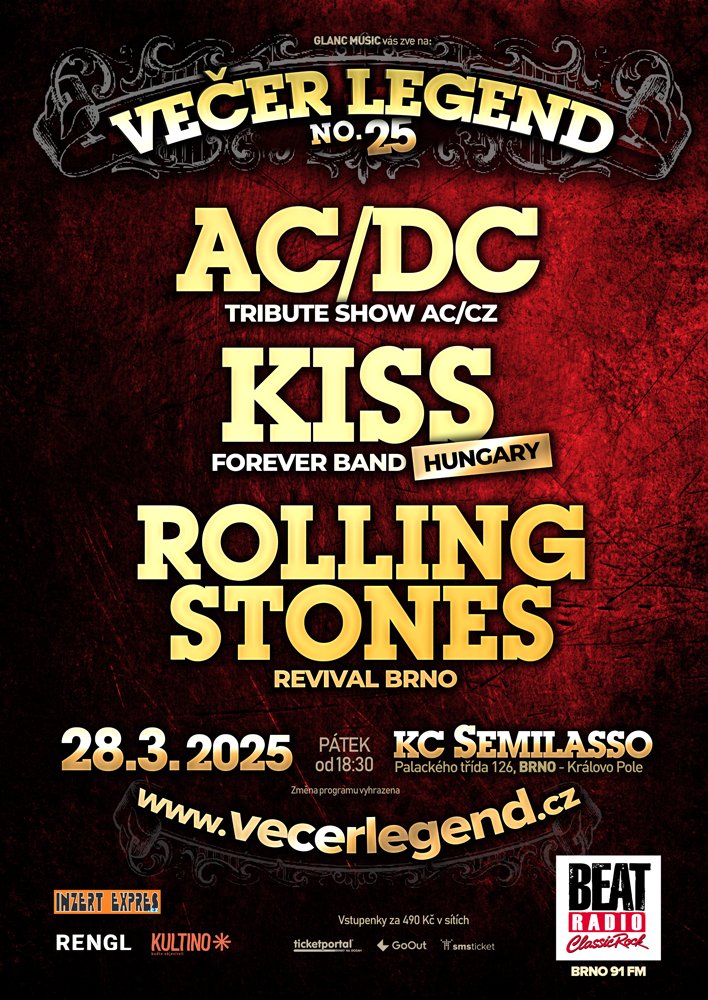 GLANC MUSIC vás zve na:
VEČER LEGEND
NO. 25
AC/DC
TRIBUTE SHOW AC/CZ
KISS
FOREVER BAND HUNGARY
ROLLING
STONES
REVIVAL BRNO
28.3. 2025 PÁTEK od 18:30 KC SEMILASSO
Palackého třída 126, BRNO - Královo Pole
Změna programu vyhrazena
www.vecerlegend.cz
INZERT EXPRES
RENGL KULTINO
Vstupenky za 490 Kč v sítích
ticketportal GoOut smsticket
BEAT
RADIO
ClassicRock
BRNO 91 FM